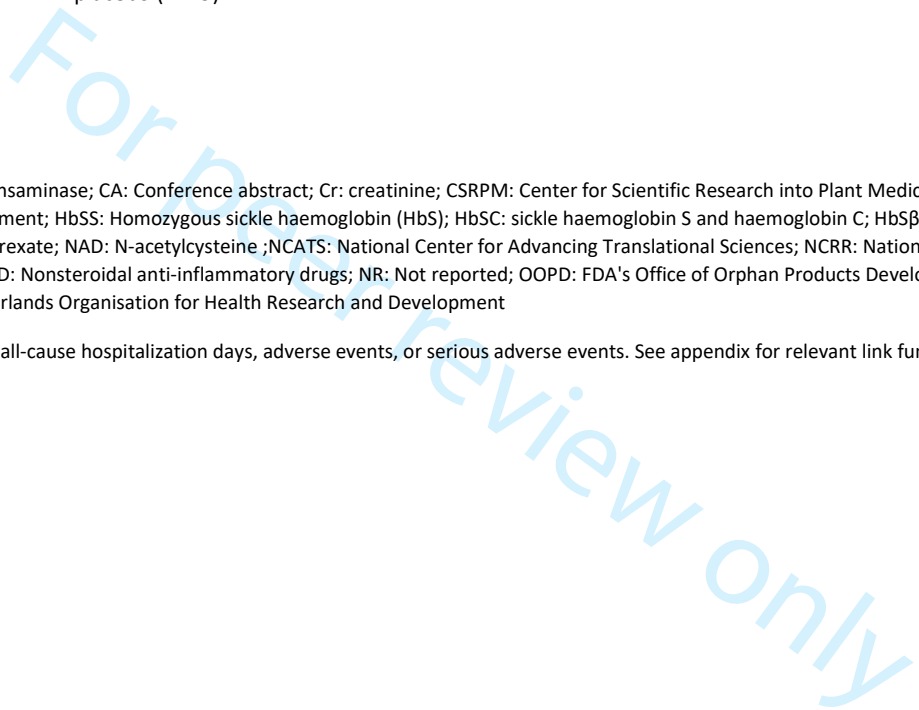 For peer review only
nsaminase; CA: Conference abstract; Cr: creatinine; CSRPM: Center for Scientific Research into Plant Medic
ment; HbSS: Homozygous sickle haemoglobin (HbS); HbSC: sickle haemoglobin S and haemoglobin C; HbSβ
rexate; NAD: N-acetylcysteine ;NCATS: National Center for Advancing Translational Sciences; NCRR: Nation
D: Nonsteroidal anti-inflammatory drugs; NR: Not reported; OOPD: FDA's Office of Orphan Products Develo
rlands Organisation for Health Research and Development
all-cause hospitalization days, adverse events, or serious adverse events. See appendix for relevant link fun